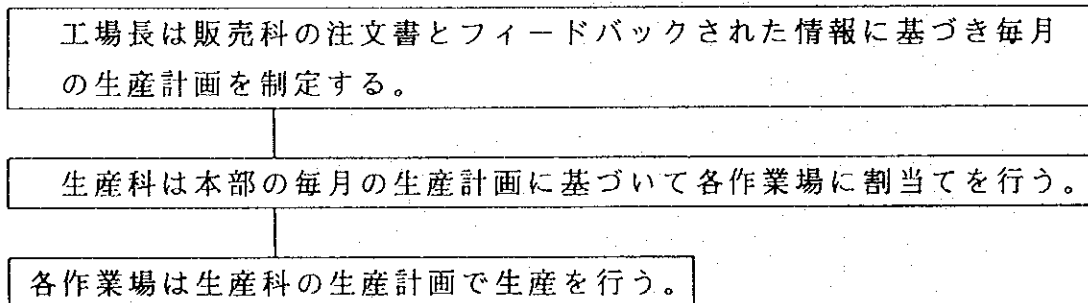 工場長は販売科の注文書とフィードバックされた情報に基づき毎月
の生産計画を制定する。
生産科は本部の毎月の生産計画に基づいて各作業場に割当てを行う。
各作業場は生産科の生産計画で生産を行う。